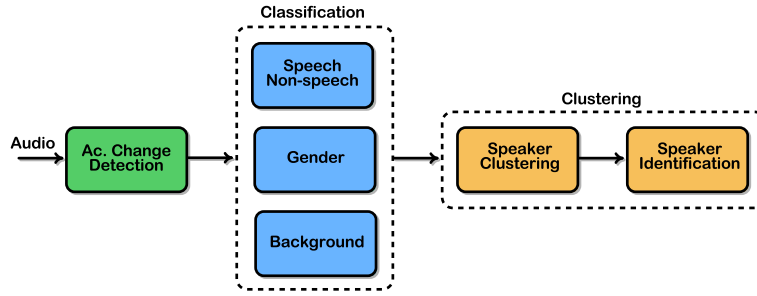 Classification
Speech
Non-speech
Clustering
Audio
Ac. Change
Detection
Gender
Speaker
Clustering
Speaker
Identification
Background